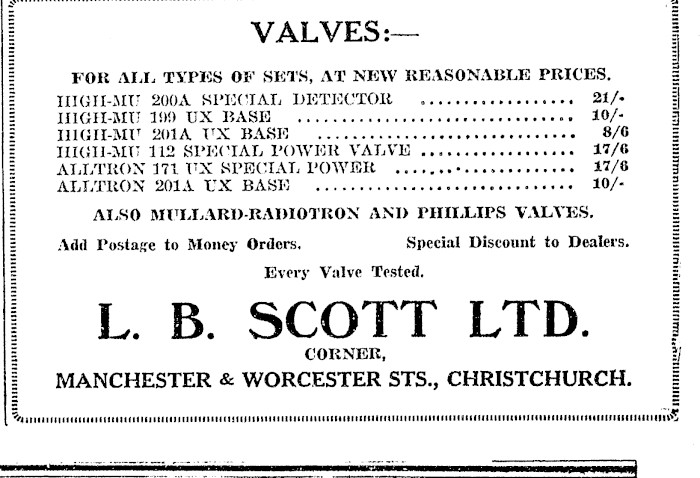 VALVES:—
FOR ALL TYPES OF SETS, AT NEW REASONABLE PRICES.
HIGH-MU 200A SPECIAL DETECTOR .................. 21/-
HIGH-MU 199 UX BASE ............................ 10/-
HIGH-MU 201A UX BASE .......................... 8/6
HIGH-MU 112 SPECIAL POWER VALVE ................ 17/6
ALLTRON 171 UX SPECIAL POWER .................. 17/6
ALLTRON 201A UX BASE .......................... 10/-
ALSO MULLARD-RADIOTRON AND PHILLIPS VALVES.
Add Postage to Money Orders. Special Discount to Dealers.
Every Valve Tested.
L. B. SCOTT LTD.
CORNER,
MANCHESTER & WORCESTER STS., CHRISTCHURCH.